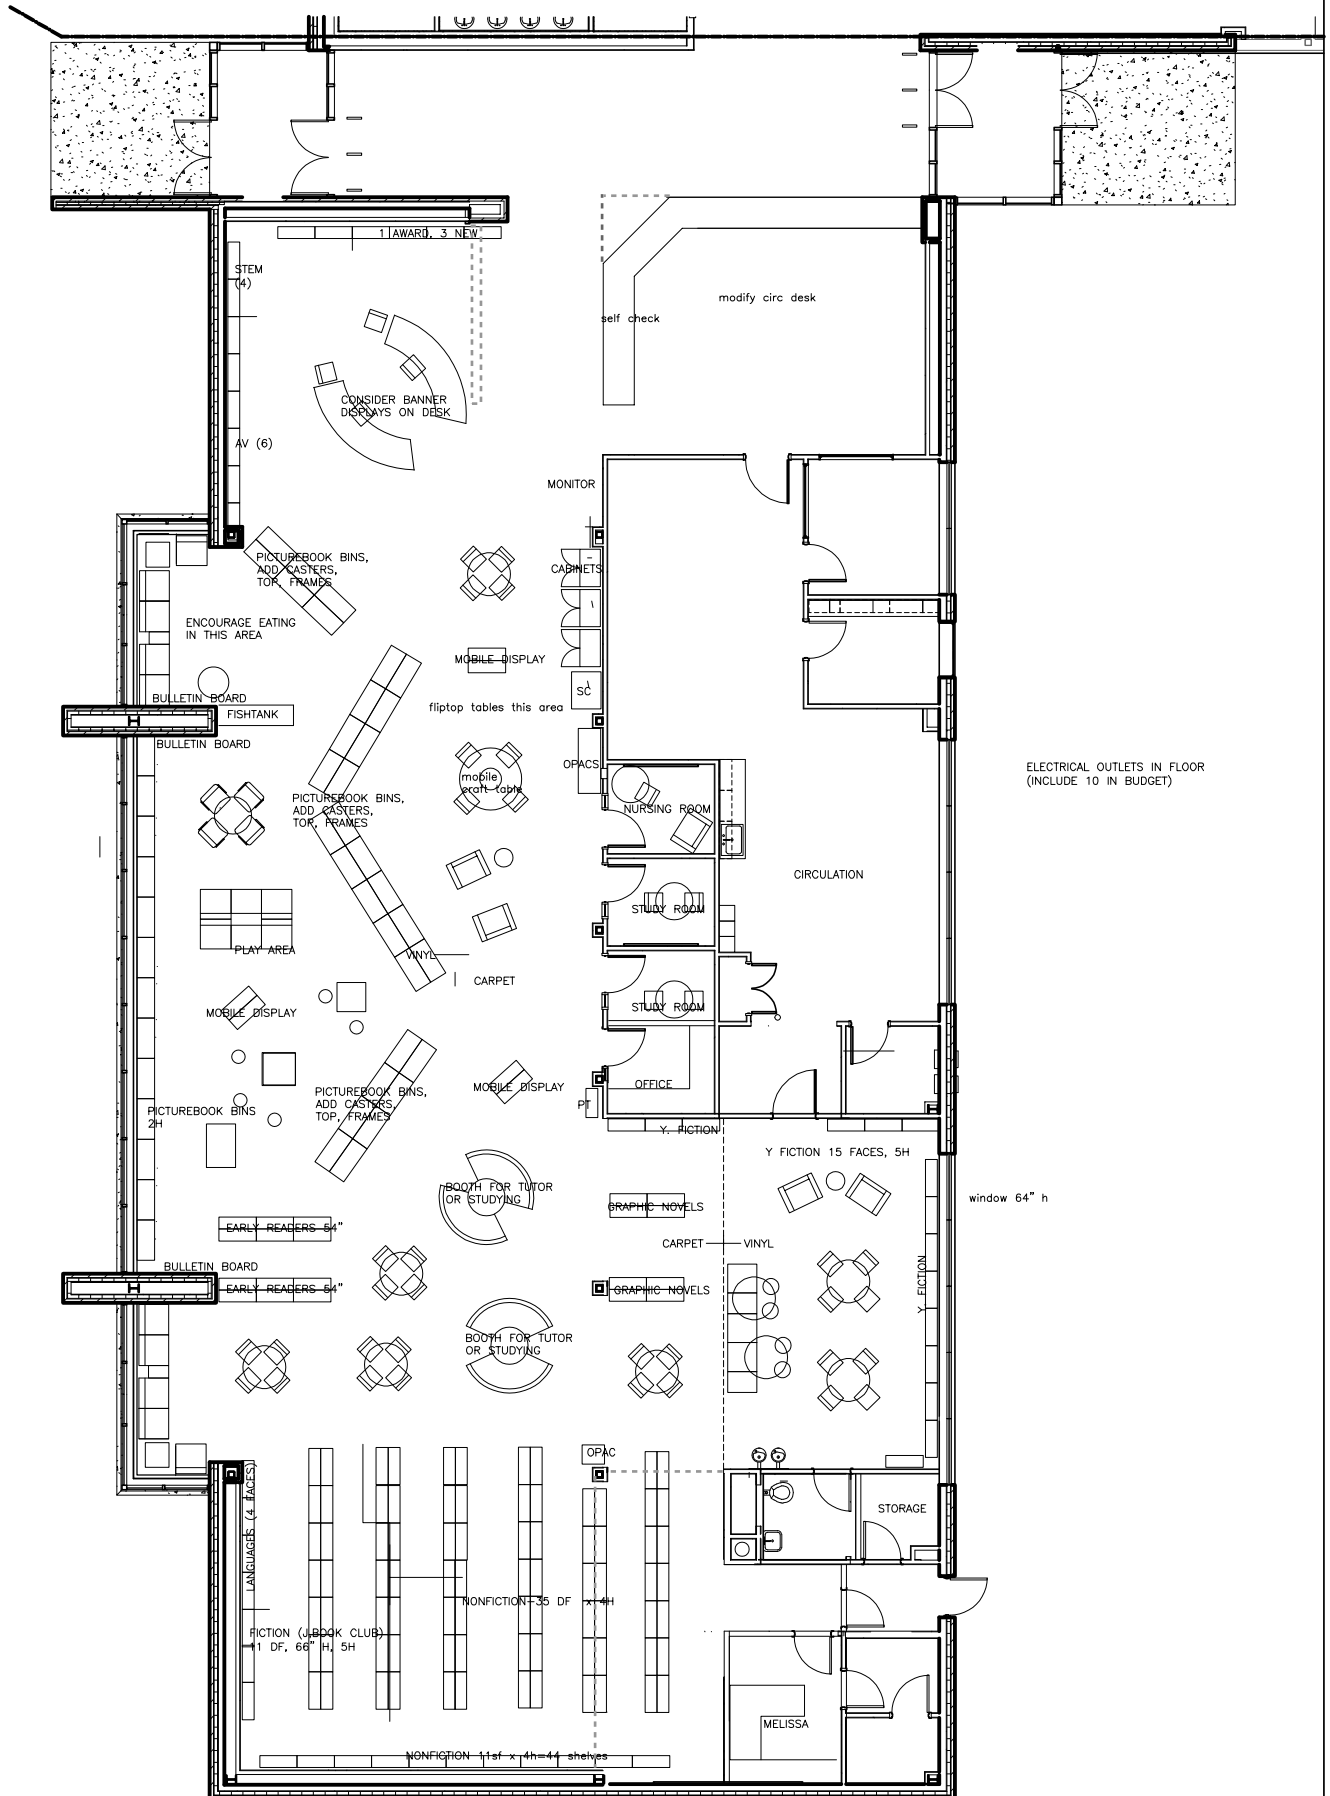 1 AWARD, 3 NEW
STEM
(4)
modify circ desk
self check
CONSIDER BANNER
DISPLAYS ON DESK
AV (6)
MONITOR
PICTUREBOOK BINS,
ADD CASTERS,
TOP, FRAMES
CABINETS
ENCOURAGE EATING
IN THIS AREA
MOBILE DISPLAY
SC
BULLETIN BOARD
FISHTANK
fliptop tables this area
BULLETIN BOARD
OPACS
ELECTRICAL OUTLETS IN FLOOR
(INCLUDE 10 IN BUDGET)
mobile
craft table
PICTUREBOOK BINS,
ADD CASTERS,
TOP, FRAMES
NURSING ROOM
CIRCULATION
STUDY ROOM
PLAY AREA
VINYL
CARPET
STUDY ROOM
MOBILE DISPLAY
OFFICE
MOBILE DISPLAY
PICTUREBOOK BINS,
ADD CASTERS,
TOP, FRAMES
PT
PICTUREBOOK BINS
2H
Y. FICTION
Y FICTION 15 FACES, 5H
BOOTH FOR TUTOR
OR STUDYING
window 64" h
GRAPHIC NOVELS
EARLY READERS 54"
CARPET
VINYL
BULLETIN BOARD
EARLY READERS 54"
GRAPHIC NOVELS
Y FICTION
BOOTH FOR TUTOR
OR STUDYING
OPAC
LANGUAGES (4 FACES)
STORAGE
NONFICTION-35 DF x 4H
FICTION (J,BOOK CLUB)
11 DF, 66" H, 5H
MELISSA
NONFICTION 11sf x 4h=44 shelves